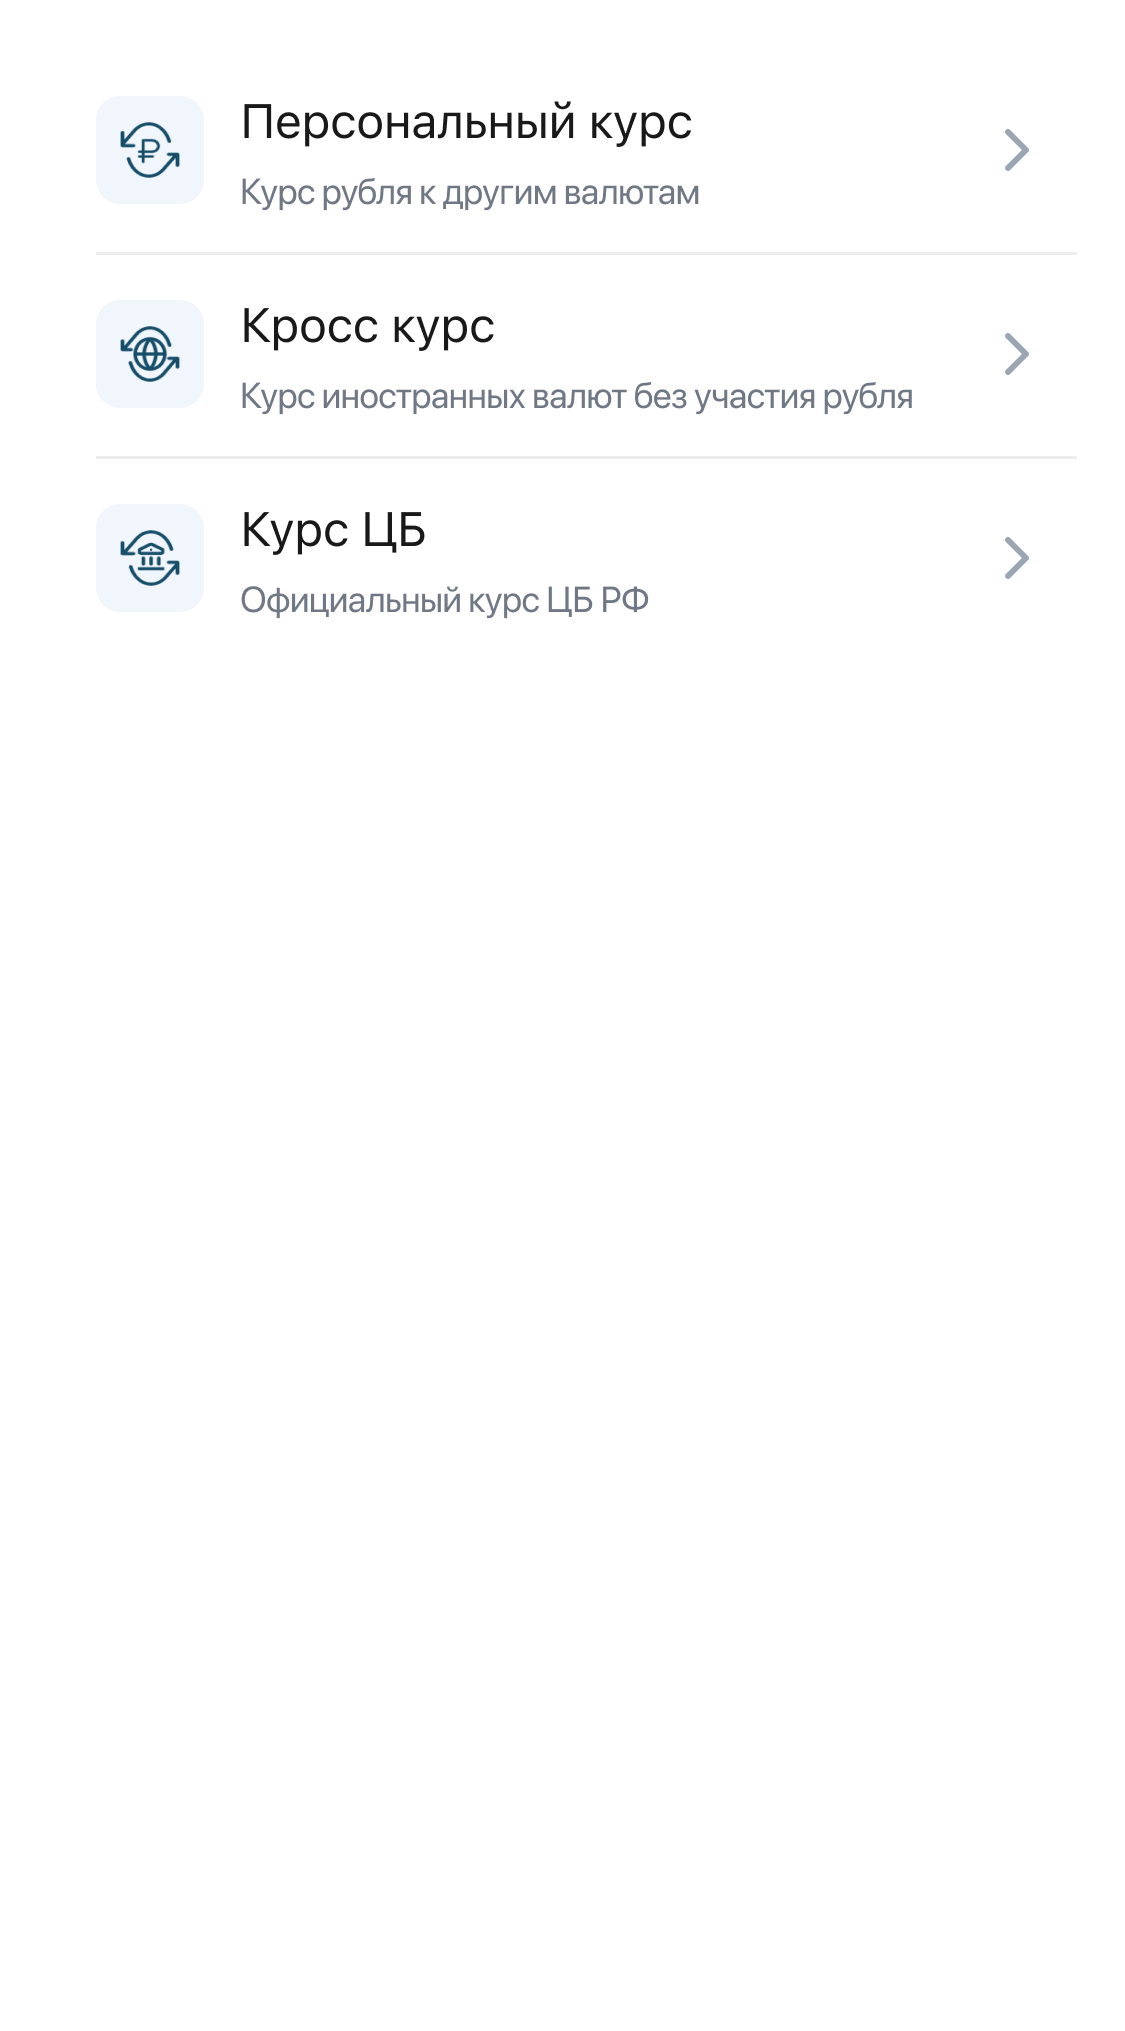 Персональный курс
Курс рубля к другим валютам
Кросс курс
Курс иностранных валют без участия рубля
Курс ЦБ
Официальный курс ЦБ РФ